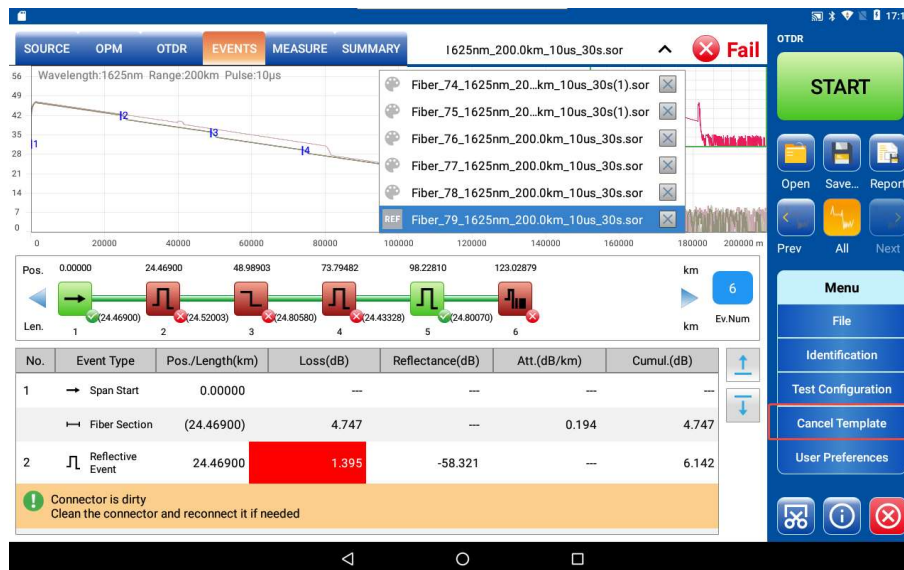 17:1
SOURCE OPM OTDR EVENTS MEASURE SUMMARY 1625nm_200.0km_10us_30s.sor Fail
OTDR
START
Wavelength:1625nm Range:200km Pulse:10μs
56
49
42
35
28
21
14
7
0
1
2
3
4
Fiber_74_1625nm_20...km_10us_30s(1).sor
Fiber_75_1625nm_20...km_10us_30s(1).sor
Fiber_76_1625nm_200.0km_10us_30s.sor
Fiber_77_1625nm_200.0km_10us_30s.sor
Fiber_78_1625nm_200.0km_10us_30s.sor
REF Fiber_79_1625nm_200.0km_10us_30s.sor
0 20000 40000 60000 80000 100000 120000 140000 160000 180000 200000 m
Open Save... Report
Prev All Next
Pos. 0.00000 24.46900 48.98903 73.79482 98.22810 123.02879 km
(24.46900) (24.52003) (24.80580) (24.43328) (24.80070)
Len. 1 2 3 4 5 6 km
6
Ev.Num
Menu
File
Identification
Test Configuration
Cancel Template
User Preferences
No. Event Type Pos./Length(km) Loss(dB) Reflectance(dB) Att.(dB/km) Cumul.(dB)
1 Span Start 0.00000 --- --- --- ---
Fiber Section (24.46900) 4.747 --- 0.194 4.747
2 Reflective Event 24.46900 1.395 -58.321 --- 6.142
Connector is dirty
Clean the connector and reconnect it if needed